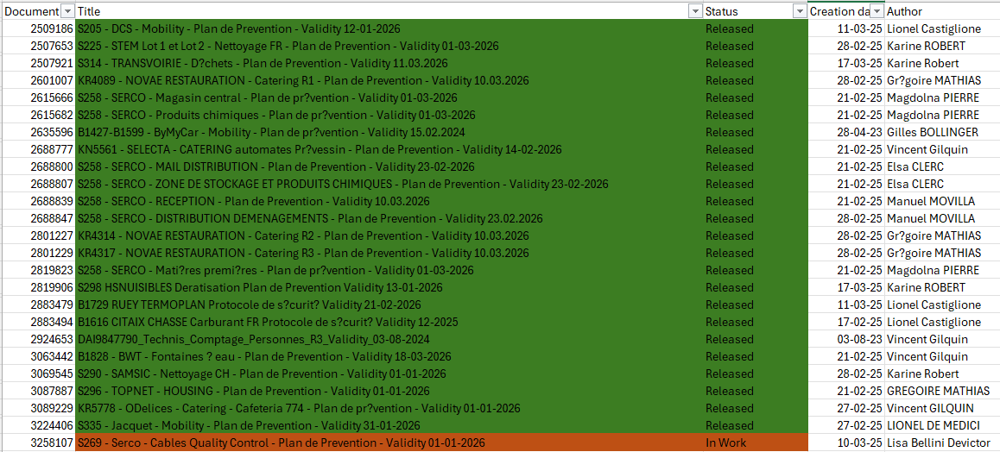 Document Title Status Creation da Author
2509186 S205 - DCS - Mobility - Plan de Prevention - Validity 12-01-2026 Released 11-03-25 Lionel Castiglione
2507653 S225 - STEM Lot 1 et Lot 2 - Nettoyage FR - Plan de Prevention - Validity 01-03-2026 Released 28-02-25 Karine ROBERT
2507921 S314 - TRANSVOIRIE - D?chets - Plan de Prevention - Validity 11.03.2026 Released 17-03-25 Karine Robert
2601007 KR4089 - NOVAE RESTAURATION - Catering R1 - Plan de Prevention - Validity 10.03.2026 Released 28-02-25 Gr?goire MATHIAS
2615666 S258 - SERCO - Magasin central - Plan de pr?vention - Validity 01-03-2026 Released 21-02-25 Magdolna PIERRE
2615682 S258 - SERCO - Produits chimiques - Plan de pr?vention - Validity 01-03-2026 Released 21-02-25 Magdolna PIERRE
2635596 B1427-B1599 - ByMyCar - Mobility - Plan de pr?vention - Validity 15.02.2024 Released 28-04-23 Gilles BOLLINGER
2688777 KN5561 - SELECTA - CATERING automates Pr?vessin - Plan de Prevention - Validity 14-02-2026 Released 21-02-25 Vincent Gilquin
2688800 S258 - SERCO - MAIL DISTRIBUTION - Plan de Prevention - Validity 23-02-2026 Released 21-02-25 Elsa CLERC
2688807 S258 - SERCO - ZONE DE STOCKAGE ET PRODUITS CHIMIQUES - Plan de Prevention - Validity 23-02-2026 Released 21-02-25 Elsa CLERC
2688839 S258 - SERCO - RECEPTION - Plan de Prevention - Validity 10.03.2026 Released 21-02-25 Manuel MOVILLA
2688847 S258 - SERCO - DISTRIBUTION DEMENAGEMENTS - Plan de Prevention - Validity 23.02.2026 Released 28-02-25 Manuel MOVILLA
2801227 KR4314 - NOVAE RESTAURATION - Catering R2 - Plan de Prevention - Validity 10.03.2026 Released 28-02-25 Gr?goire MATHIAS
2801229 KR4317 - NOVAE RESTAURATION - Catering R3 - Plan de Prevention - Validity 10.03.2026 Released 28-02-25 Gr?goire MATHIAS
2819823 S258 - SERCO - Mati?res premi?res - Plan de pr?vention - Validity 01-03-2026 Released 21-02-25 Magdolna PIERRE
2819906 S298 HSNUISIBLES Deratisation Plan de Prevention Validity 13-01-2026 Released 17-03-25 Karine ROBERT
2883479 B1729 RUEY TERMOPLAN Protocole de s?curit? Validity 21-02-2026 Released 11-03-25 Lionel Castiglione
2883494 B1616 CITAIX CHASSE Carburant FR Protocole de s?curit? Validity 12-2025 Released 17-02-25 Lionel Castiglione
2924653 DAI9847790_Technis_Comptage_Personnes_R3_Validity_03-08-2024 Released 03-08-23 Vincent Gilquin
3063442 B1828 - BWT - Fontaines ? eau - Plan de Prevention - Validity 18-03-2026 Released 21-02-25 Vincent Gilquin
3069545 S290 - SAMSIC - Nettoyage CH - Plan de Prevention - Validity 01-01-2026 Released 28-02-25 Karine Robert
3087887 S296 - TOPNET - HOUSING - Plan de Prevention - Validity 01-01-2026 Released 21-02-25 GREGOIRE MATHIAS
3089229 KR5778 - ODelices - Catering - Cafeteria 774 - Plan de pr?vention - Validity 01-01-2026 Released 27-02-25 Vincent GILQUIN
3224406 S335 - Jacquet - Mobility - Plan de Prevention - Validity 31-01-2026 Released 27-02-25 LIONEL DE MEDICI
3258107 S269 - Serco - Cables Quality Control - Plan de Prevention - Validity 01-01-2026 In Work 10-03-25 Lisa Bellini Devictor